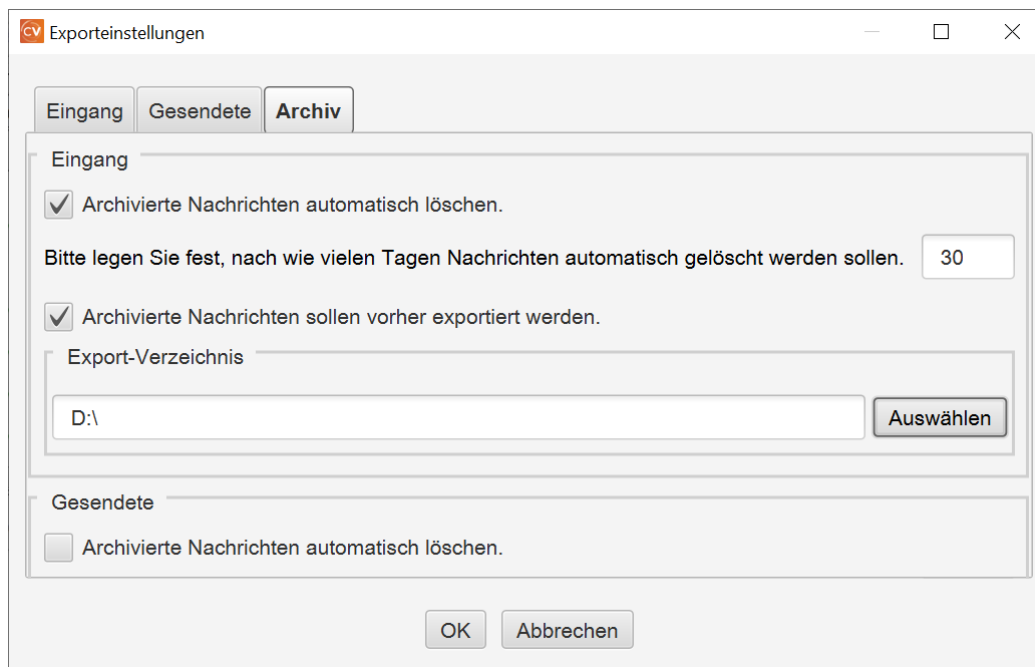 CV Exporteinstellungen
Eingang Gesendete Archiv
Eingang
Archivierte Nachrichten automatisch löschen.
Bitte legen Sie fest, nach wie vielen Tagen Nachrichten automatisch gelöscht werden sollen. 30
Archivierte Nachrichten sollen vorher exportiert werden.
Export-Verzeichnis
D:\ Auswählen
Gesendete
Archivierte Nachrichten automatisch löschen.
OK Abbrechen